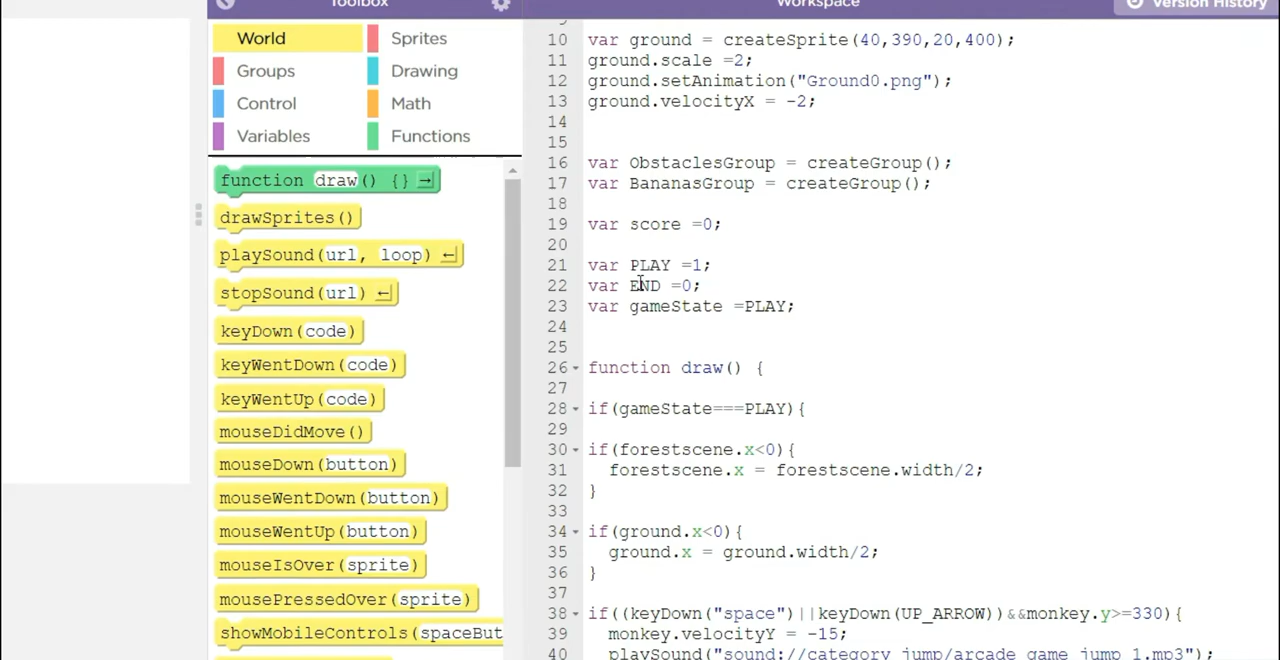 Toolbox
Workspace
Version History
World
Sprites
Groups
Drawing
Control
Math
Variables
Functions
function draw() {} →
drawSprites()
playSound(url, loop) ←
stopSound(url) ←
keyDown(code)
keyWentDown(code)
keyWentUp(code)
mouseDidMove()
mouseDown(button)
mouseWentDown(button)
mouseWentUp(button)
mouseIsOver(sprite)
mousePressedOver(sprite)
showMobileControls(spaceBut
9
10 var ground = createSprite(40,390,20,400);
11 ground.scale =2;
12 ground.setAnimation("Ground0.png");
13 ground.velocityX = -2;
14
15
16 var ObstaclesGroup = createGroup();
17 var BananasGroup = createGroup();
18
19 var score =0;
20
21 var PLAY =1;
22 var END =0;
23 var gameState =PLAY;
24
25
26 function draw() {
27
28 if(gameState===PLAY){
29
30 if(forestscene.x<0){
31 forestscene.x = forestscene.width/2;
32 }
33
34 if(ground.x<0){
35 ground.x = ground.width/2;
36 }
37
38 if((keyDown("space")||keyDown(UP_ARROW))&&monkey.y>=330){
39 monkey.velocityY = -15;
40 playSound("sound://category_jump/arcade_game_jump_1.mp3");